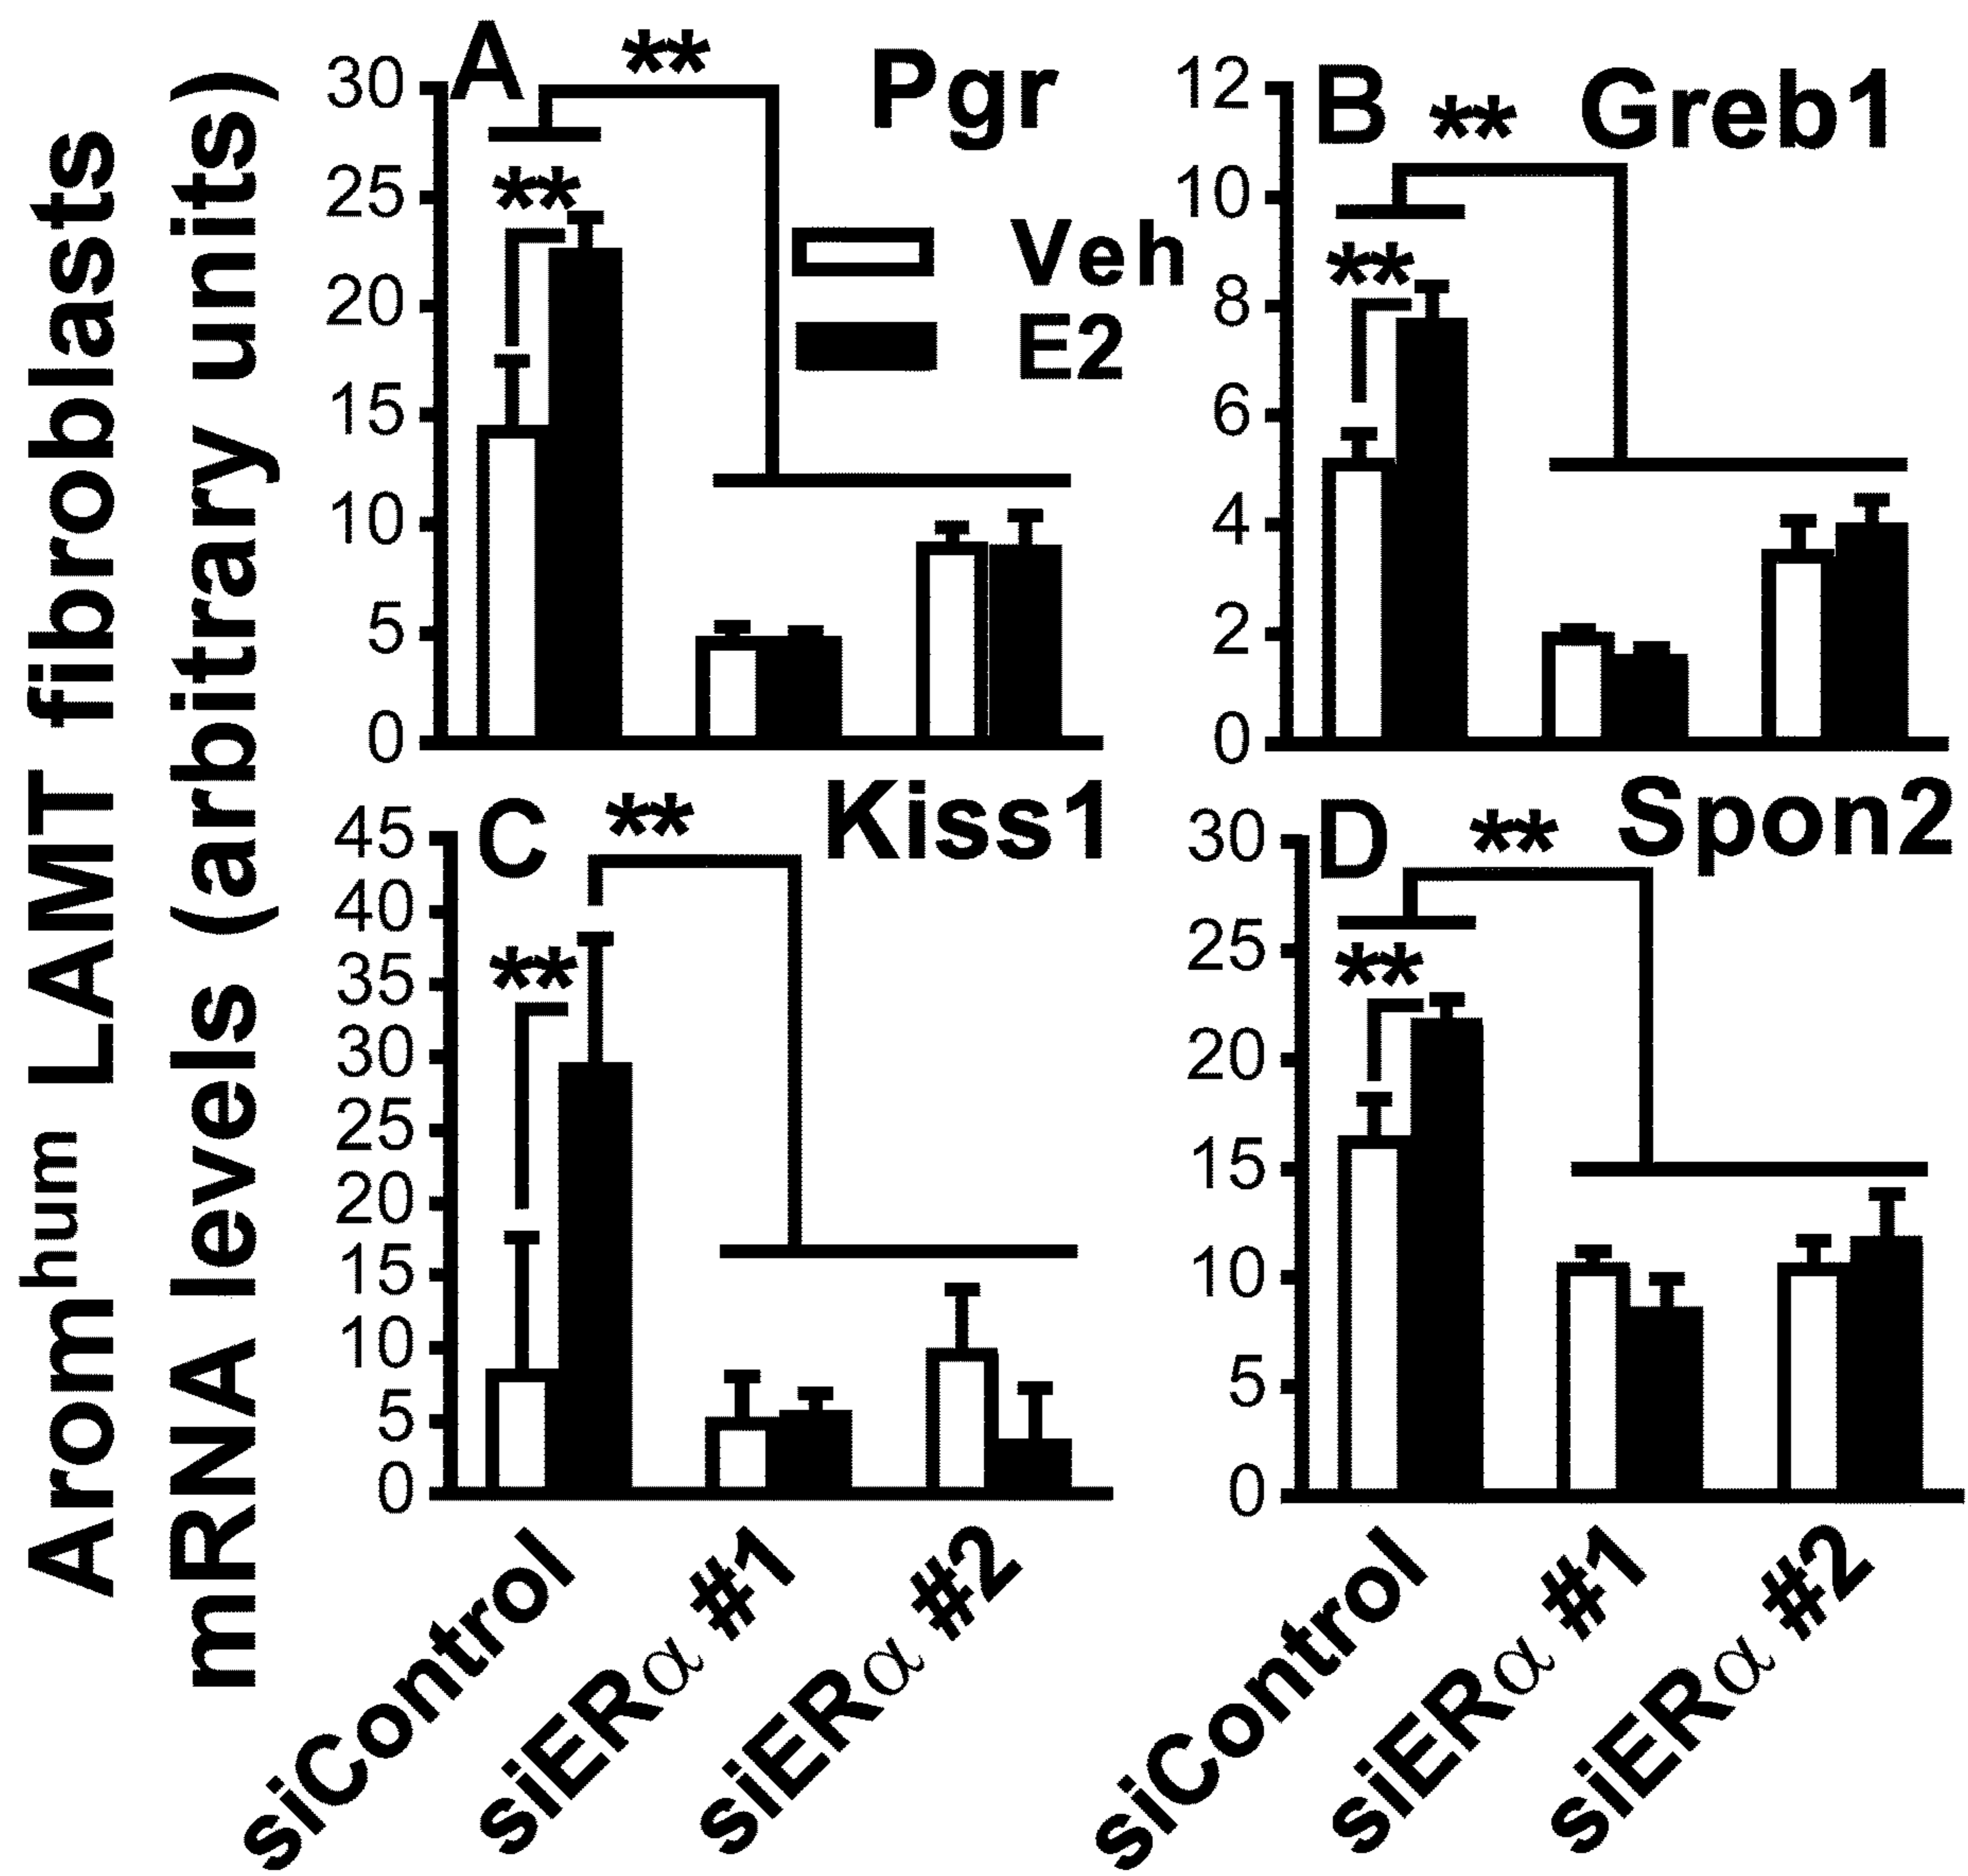 Arom^hum LAMT fibroblasts
mRNA levels (arbitrary units)
A
**
Pgr
30
25
20
15
10
5
0
**
Veh
E2
B
**
Greb1
12
10
8
6
4
2
0
**
C
**
Kiss1
45
40
35
30
25
20
15
10
5
0
**
D
**
Spon2
30
25
20
15
10
5
0
**
siControl
siERα #1
siERα #2
siControl
siERα #1
siERα #2